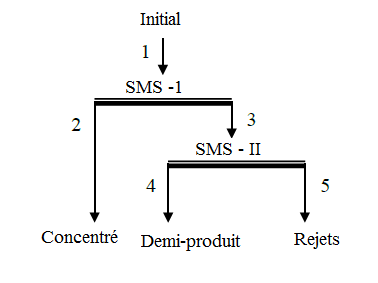 Initial
1
SMS -1
2
3
SMS - II
4
5
Concentré
Demi-produit
Rejets